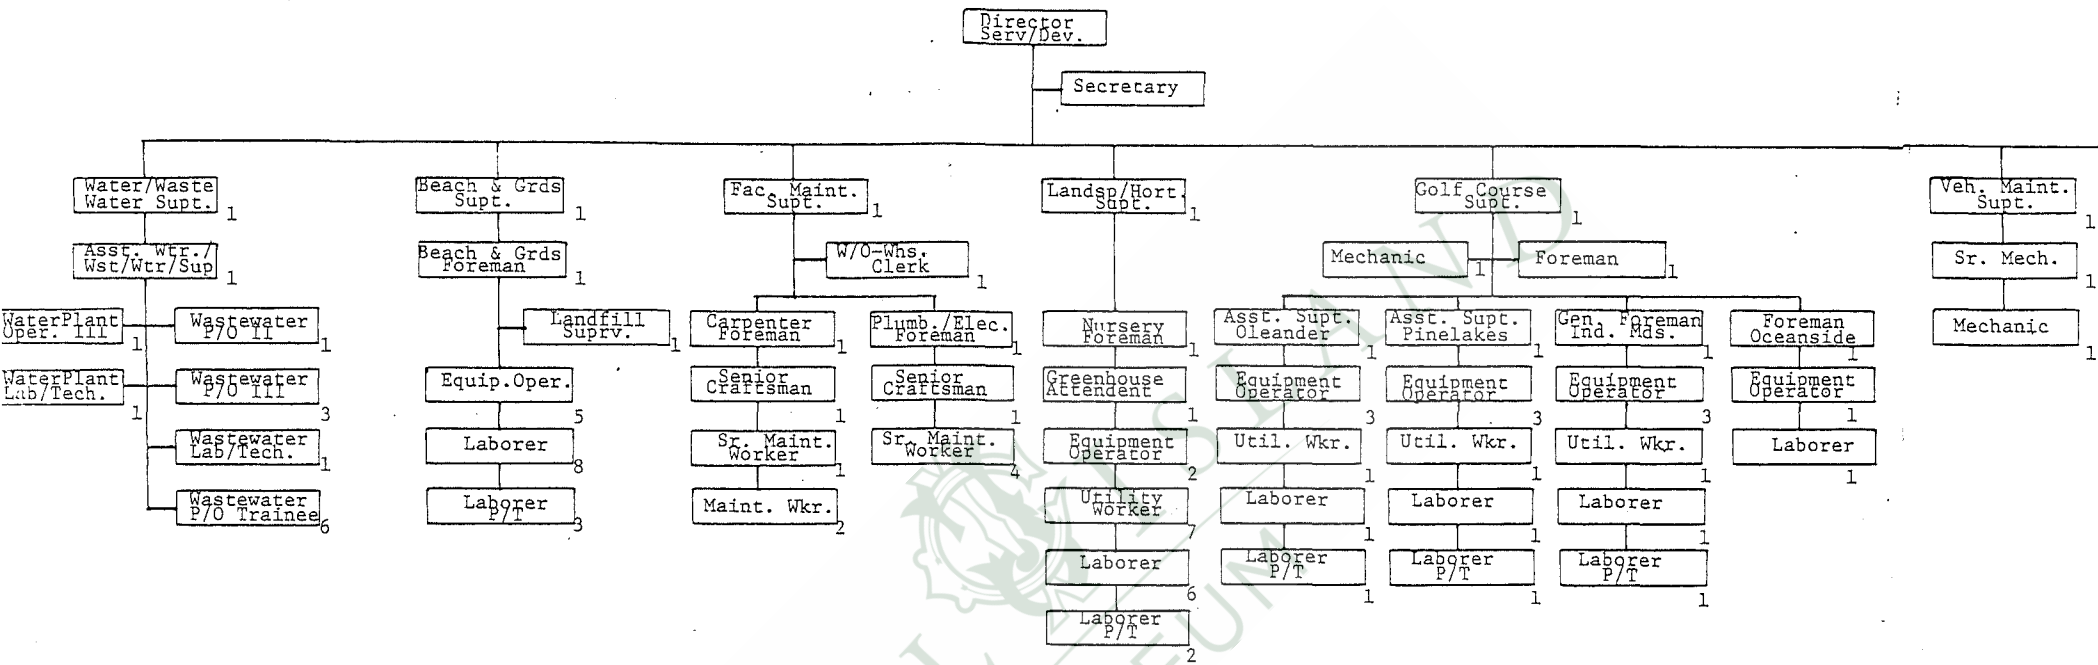 Director
Serv/Dev.
Secretary
Water/Waste
Water Supt.
1
Beach & Grds
Supt.
1
Fac. Maint.
Supt.
1
Landsp/Hort.
Supt.
1
Golf Course
Supt.
1
Veh. Maint.
Supt.
1
Asst. Wtr./
Wst/Wtr/Sup
1
Beach & Grds
Foreman
1
W/O-Whs.
Clerk
1
Mechanic
1
Foreman
1
Sr. Mech.
1
WaterPlant
Oper. III
1
Wastewater
P/O II
1
Landfill
Suprv.
1
Carpenter
Foreman
1
Plumb./Elec.
Foreman
1
Nursery
Foreman
1
Asst. Supt.
Oleander
1
Asst. Supt.
Pinelakes
1
Gen. Foreman
Ind. Mds.
1
Foreman
Oceanside
1
Mechanic
1
WaterPlant
Lab/Tech.
1
Wastewater
P/O III
3
Equip.Oper.
5
Senior
Craftsman
1
Senior
Craftsman
1
Greenhouse
Attendent
1
Equipment
Operator
3
Equipment
Operator
3
Equipment
Operator
3
Equipment
Operator
1
Wastewater
Lab/Tech.
1
Laborer
8
Sr. Maint.
Worker
1
Sr. Maint.
Worker
4
Equipment
Operator
2
Util. Wkr.
1
Util. Wkr.
1
Util. Wkr.
1
Laborer
1
Wastewater
P/O Trainee
6
Laborer
P/T
3
Maint. Wkr.
2
Utility
Worker
7
Laborer
1
Laborer
1
Laborer
1
Laborer
6
Laborer
P/T
1
Laborer
P/T
1
Laborer
P/T
1
Laborer
P/T
2
L ISLAND
EUM